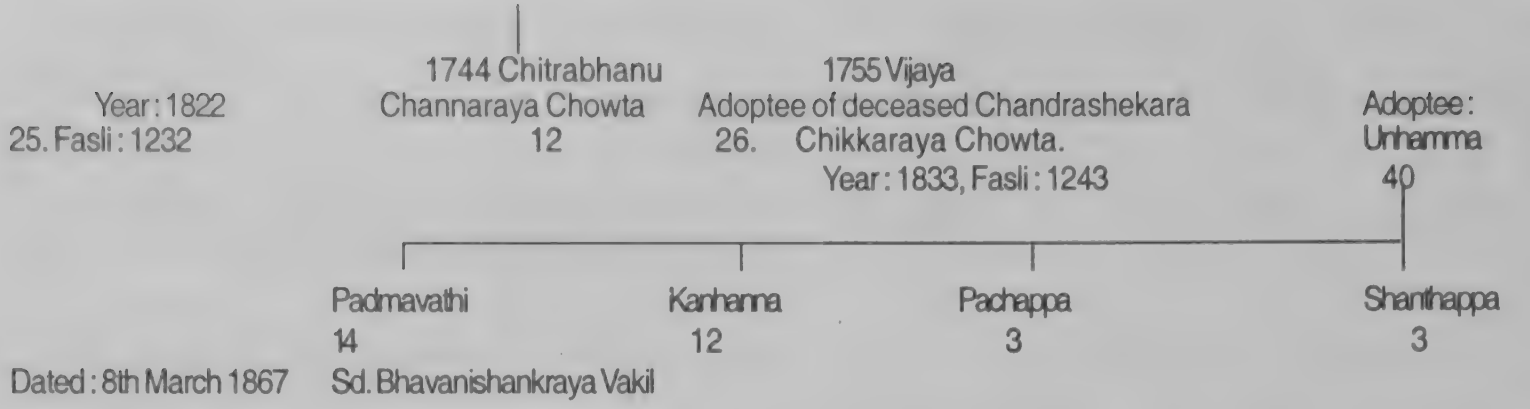 1744 Chitrabhanu 1755 Vijaya
Year : 1822 Channaraya Chowta Adoptee of deceased Chandrashekara Adoptee :
25. Fasli : 1232 12 26. Chikkaraya Chowta. Unhamma
Year : 1833, Fasli : 1243 40
Padmavathi Kanhanna Pachappa Shanthappa
14 12 3 3
Dated : 8th March 1867 Sd. Bhavanishankraya Vakil